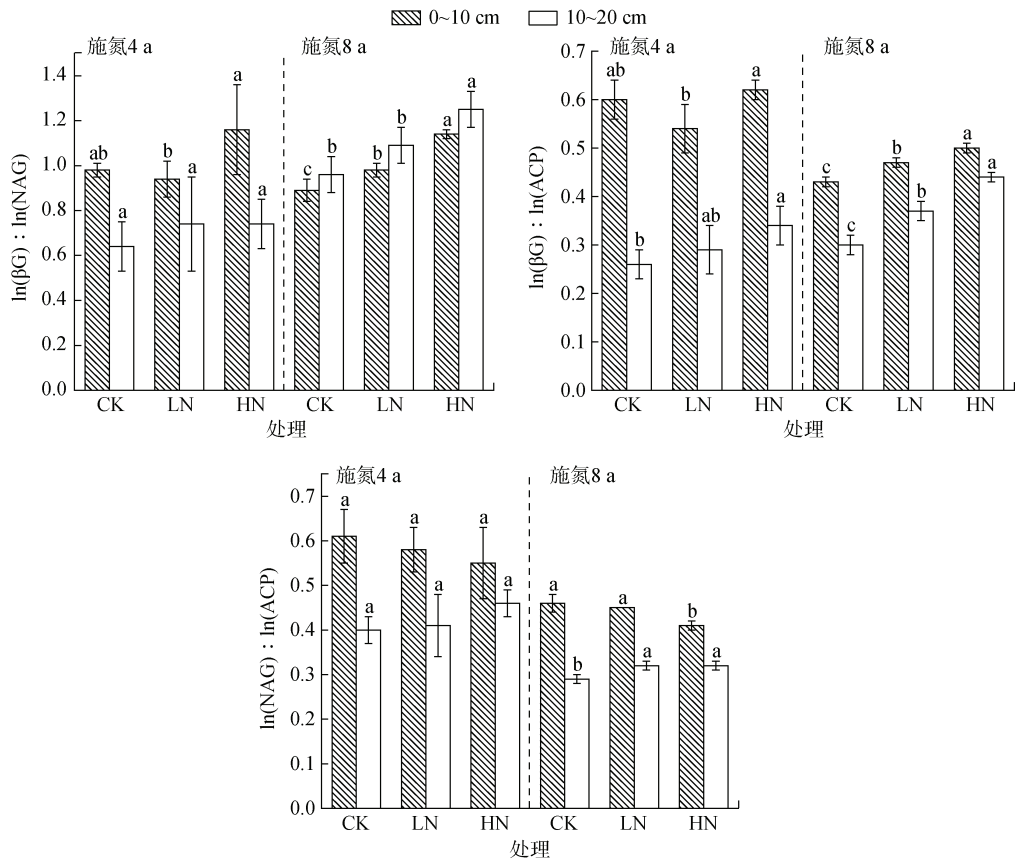 0~10 cm 10~20 cm
施氮4 a 施氮8 a
1.4
1.2
1.0
0.8
0.6
0.4
0.2
0.0
ln(βG)∶ln(NAG)
ab a b a a a c b b b a a
CK LN HN CK LN HN
处理
施氮4 a 施氮8 a
0.7
0.6
0.5
0.4
0.3
0.2
0.1
0.0
ln(βG)∶ln(ACP)
ab b b ab a a c c b b a a
CK LN HN CK LN HN
处理
施氮4 a 施氮8 a
0.7
0.6
0.5
0.4
0.3
0.2
0.1
0.0
ln(NAG)∶ln(ACP)
a a a a a a a b a a b a
CK LN HN CK LN HN
处理